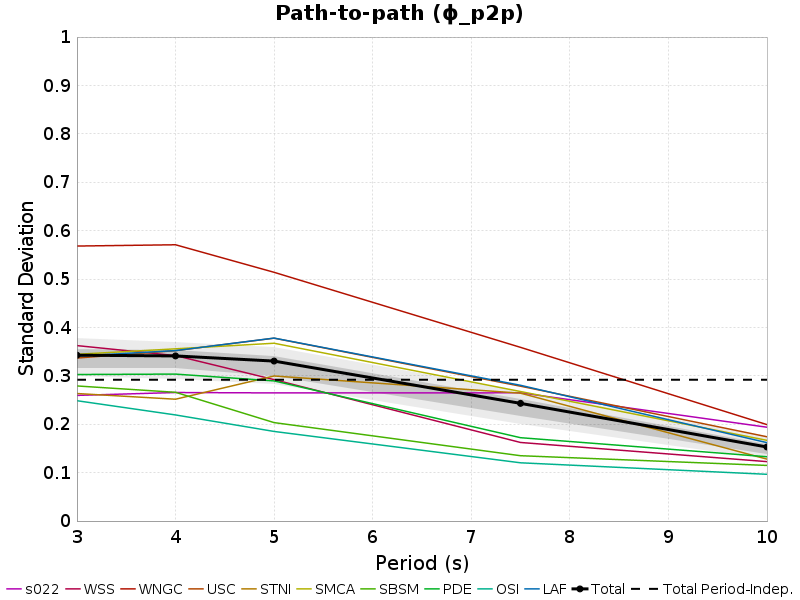 Path-to-path (ϕ_p2p)
1
0.9
0.8
0.7
0.6
0.5
0.4
0.3
0.2
0.1
0
Standard Deviation
3 4 5 6 7 8 9 10
Period (s)
s022 WSS WNGC USC STNI SMCA SBSM PDE OSI LAF Total Total Period-Indep.